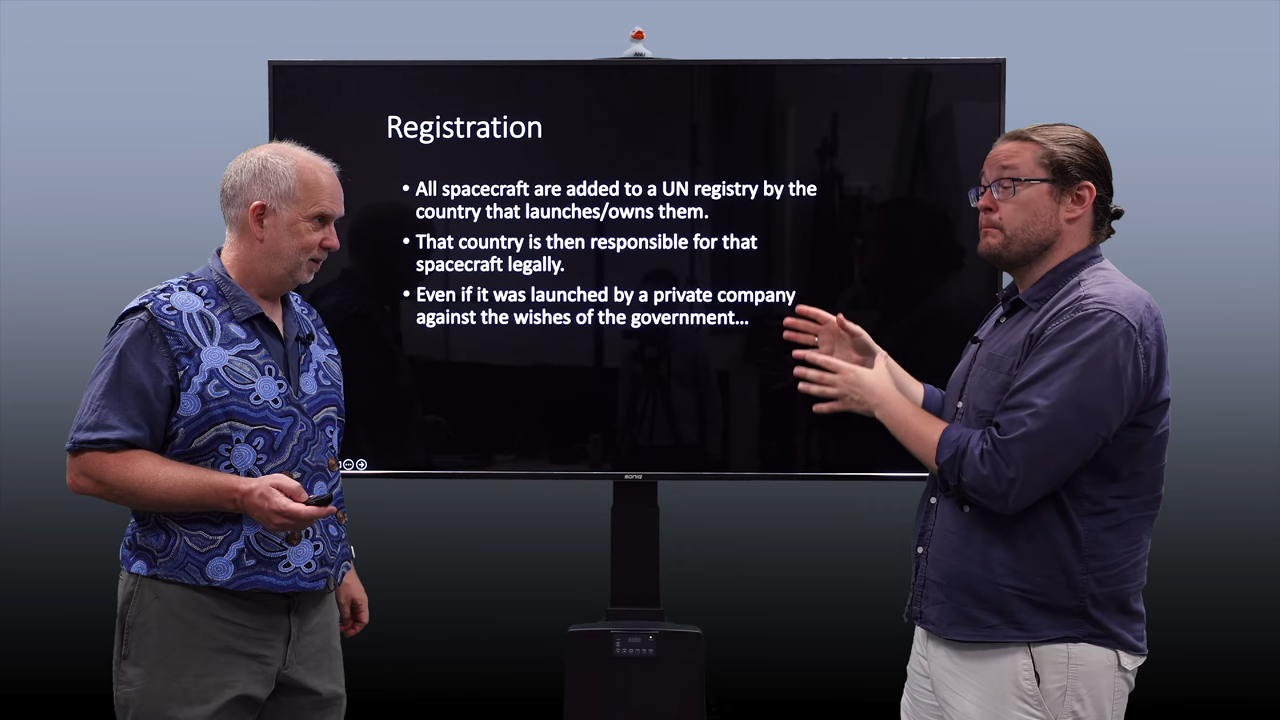 ANU
Registration
• All spacecraft are added to a UN registry by the
country that launches/owns them.
• That country is then responsible for that
spacecraft legally.
• Even if it was launched by a private company
against the wishes of the government...
SONIQ